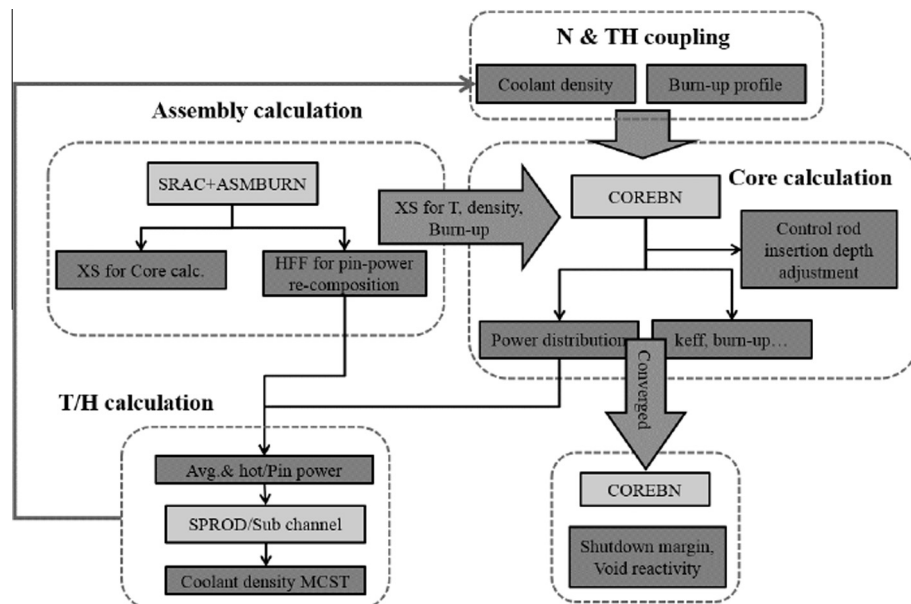 N & TH coupling
Coolant density
Burn-up profile
Assembly calculation
SRAC+ASMBURN
XS for Core calc.
HFF for pin-power
re-composition
XS for T, density,
Burn-up
Core calculation
COREBN
Control rod
insertion depth
adjustment
Power distribution
keff, burn-up…
Converged
T/H calculation
Avg.& hot/Pin power
SPROD/Sub channel
Coolant density MCST
COREBN
Shutdown margin,
Void reactivity